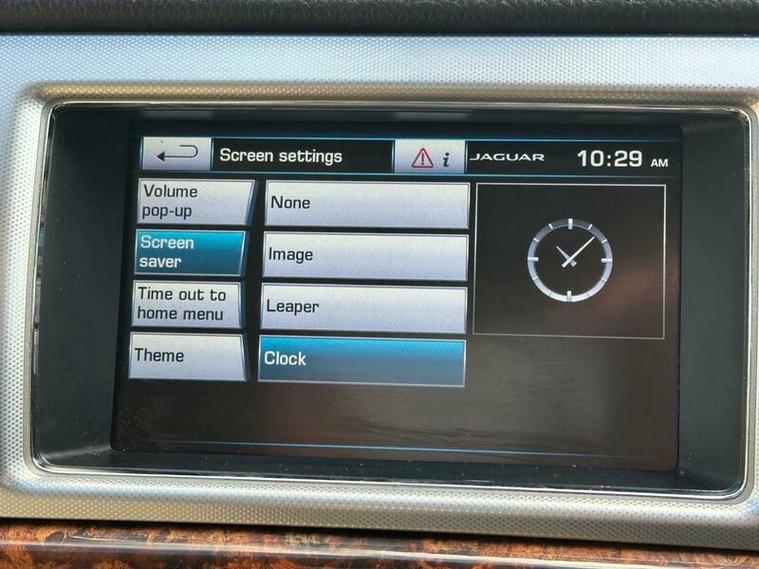 Screen settings
i
JAGUAR
10:29 AM
Volume
pop-up
None
Screen
saver
Image
Time out to
home menu
Leaper
Theme
Clock